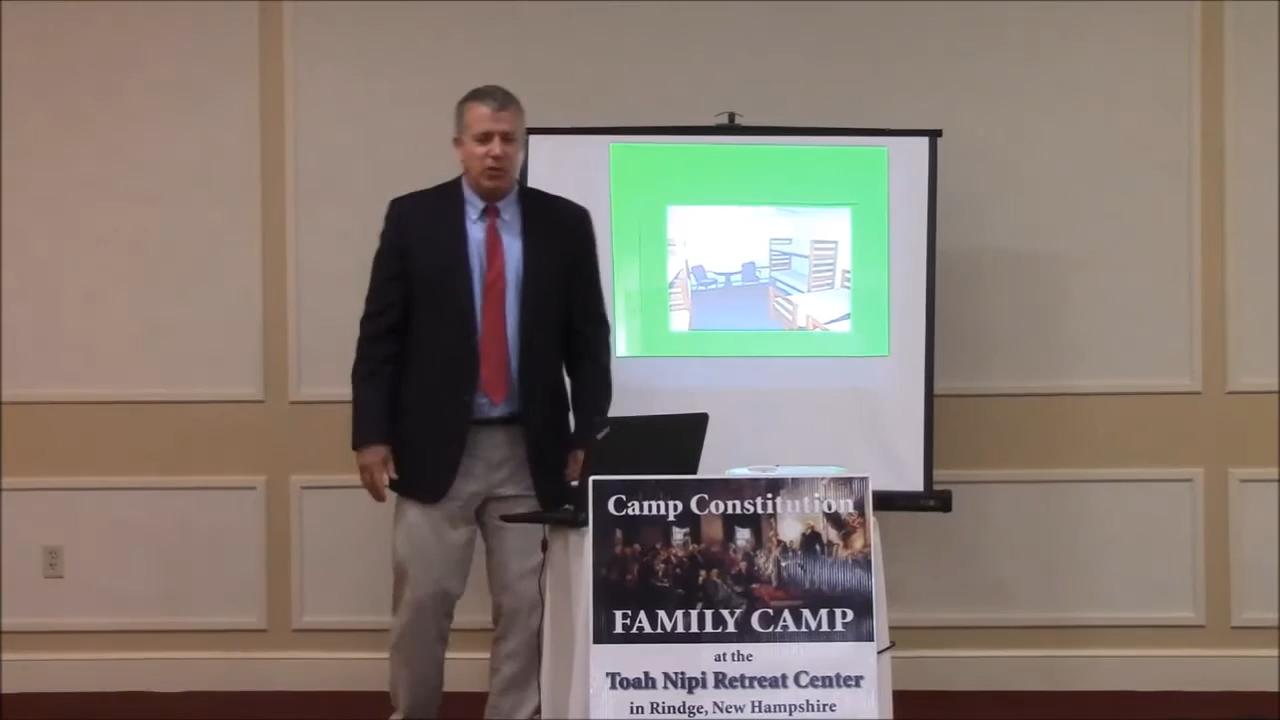 Camp Constitution
FAMILY CAMP
at the
Toah Nipi Retreat Center
in Rindge, New Hampshire